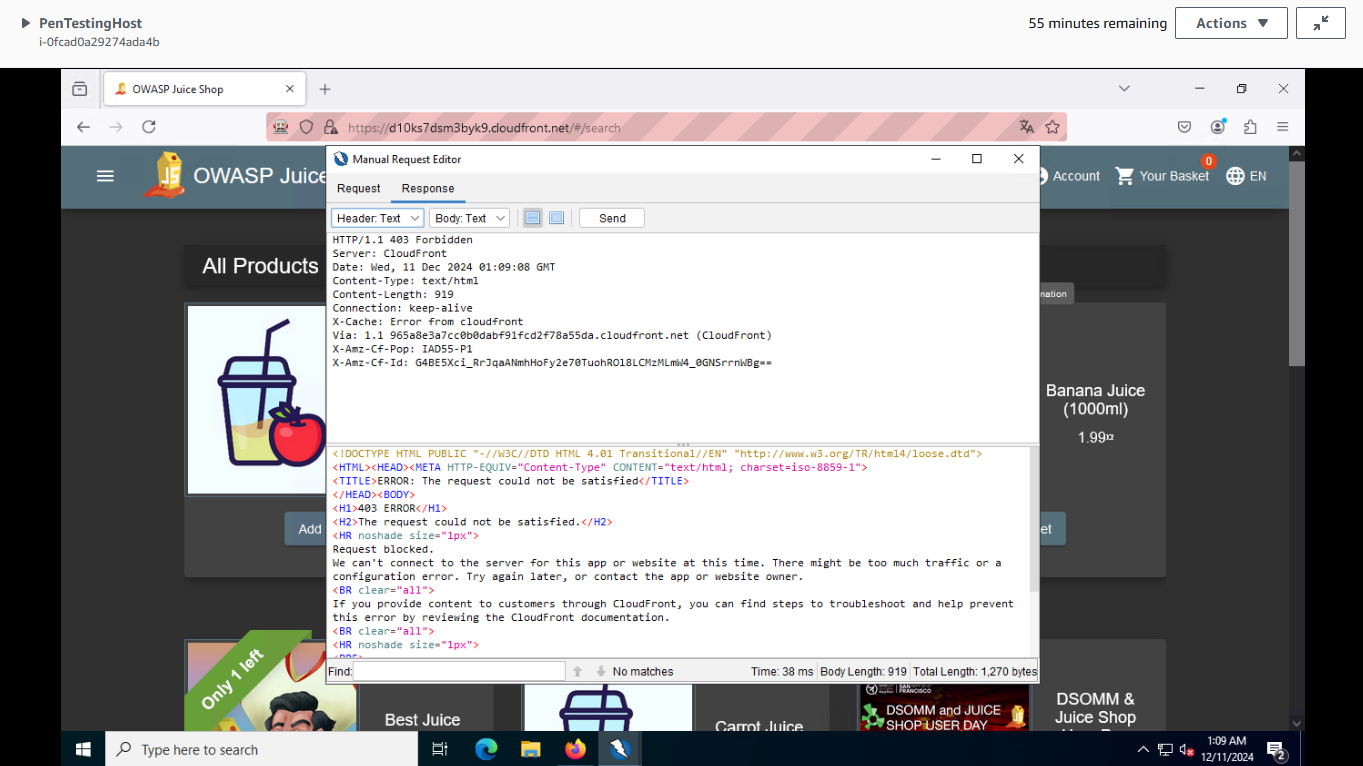 PenTestingHost
i-0fcad0a29274ada4b
55 minutes remaining
Actions
OWASP Juice Shop
https://d10ks7dsm3byk9.cloudfront.net/#/search
OWASP Juice
Account
Your Basket
0
EN
Manual Request Editor
Request
Response
Header: Text
Body: Text
Send
HTTP/1.1 403 Forbidden
Server: CloudFront
Date: Wed, 11 Dec 2024 01:09:08 GMT
Content-Type: text/html
Content-Length: 919
Connection: keep-alive
X-Cache: Error from cloudfront
Via: 1.1 965a8e3a7cc0b0dabf91fcd2f78a55da.cloudfront.net (CloudFront)
X-Amz-Cf-Pop: IAD55-P1
X-Amz-Cf-Id: G4BE5Xci_RrJqaANmhHoFy2e70TuohROl8LCMzMLmW4_0GNSrrnWBg==
<!DOCTYPE HTML PUBLIC "-//W3C//DTD HTML 4.01 Transitional//EN" "http://www.w3.org/TR/html4/loose.dtd">
<HTML><HEAD><META HTTP-EQUIV="Content-Type" CONTENT="text/html; charset=iso-8859-1">
<TITLE>ERROR: The request could not be satisfied</TITLE>
</HEAD><BODY>
<H1>403 ERROR</H1>
<H2>The request could not be satisfied.</H2>
<HR noshade size="1px">
Request blocked.
We can't connect to the server for this app or website at this time. There might be too much traffic or a
configuration error. Try again later, or contact the app or website owner.
<BR clear="all">
If you provide content to customers through CloudFront, you can find steps to troubleshoot and help prevent
this error by reviewing the CloudFront documentation.
<BR clear="all">
<HR noshade size="1px">
<PRE>
Find:
No matches
Time: 38 ms
Body Length: 919
Total Length: 1,270 bytes
All Products
mation
Banana Juice
(1000ml)
1.99¤
Add
et
Only 1 left
Best Juice
Carrot Juice
SAN
FRANCISCO
DSOMM and JUICE
SHOP USER DAY
DSOMM &
Juice Shop
Type here to search
1:09 AM
12/11/2024
2